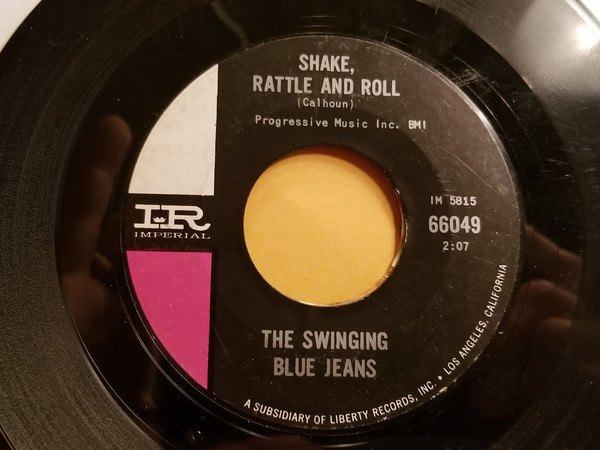 SHAKE,
RATTLE AND ROLL
(Calhoun)
Progressive Music Inc. BMI
IM 5815
66049
2:07
IR
IMPERIAL
THE SWINGING
BLUE JEANS
A SUBSIDIARY OF LIBERTY RECORDS, INC. • LOS ANGELES, CALIFORNIA